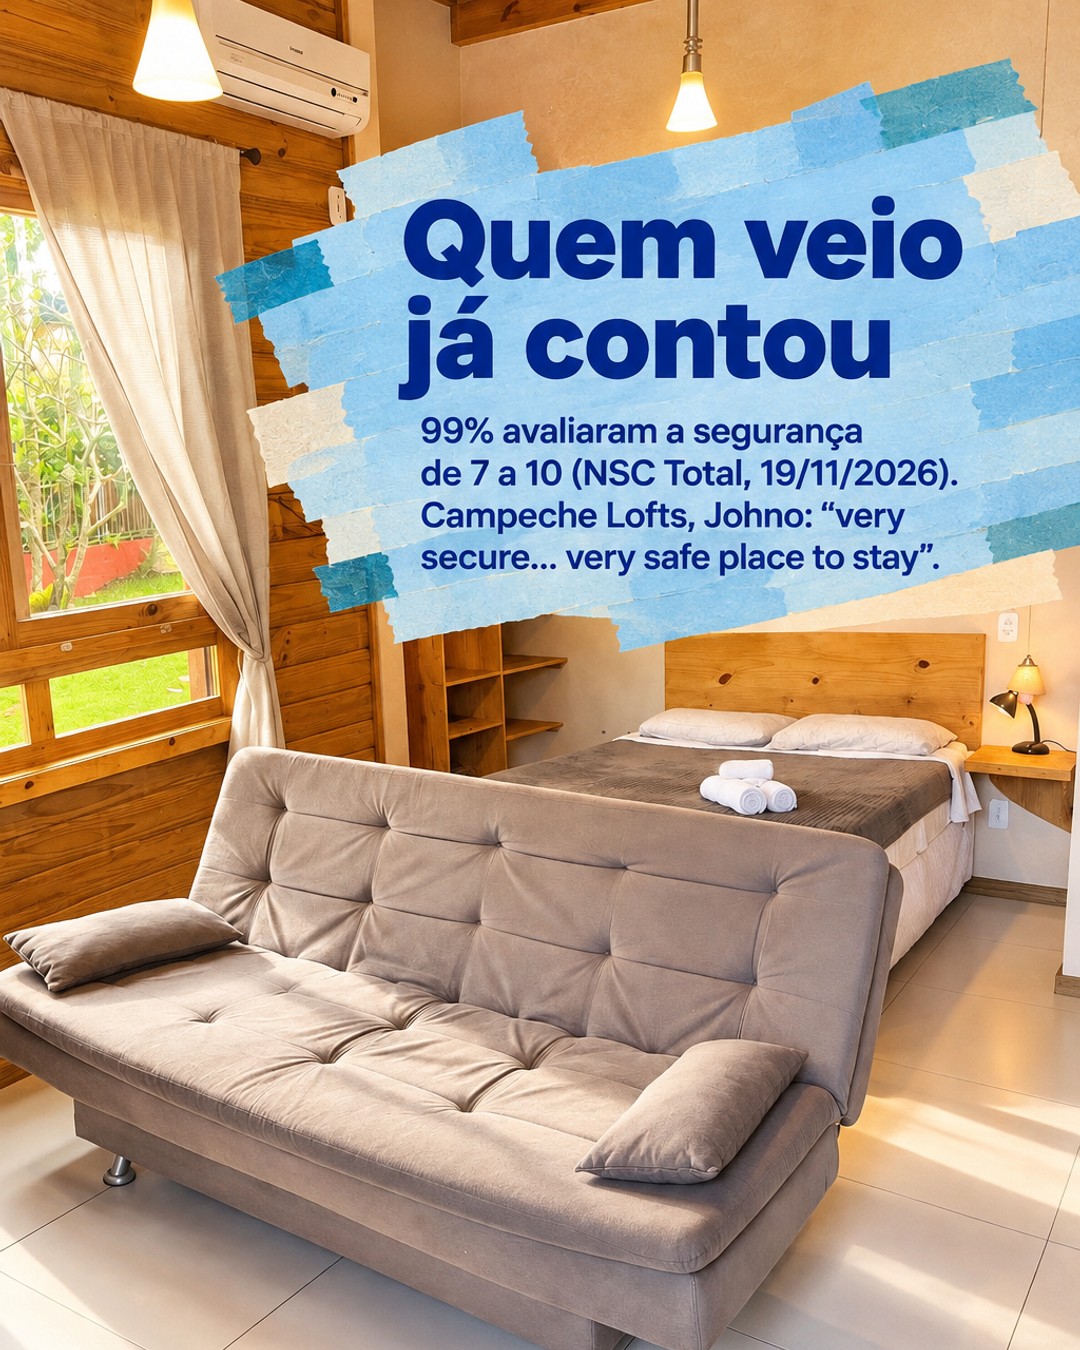 Quem veio
já contou
99% avaliaram a segurança
de 7 a 10 (NSC Total, 19/11/2026).
Campeche Lofts, Johno: “very
secure... very safe place to stay”.